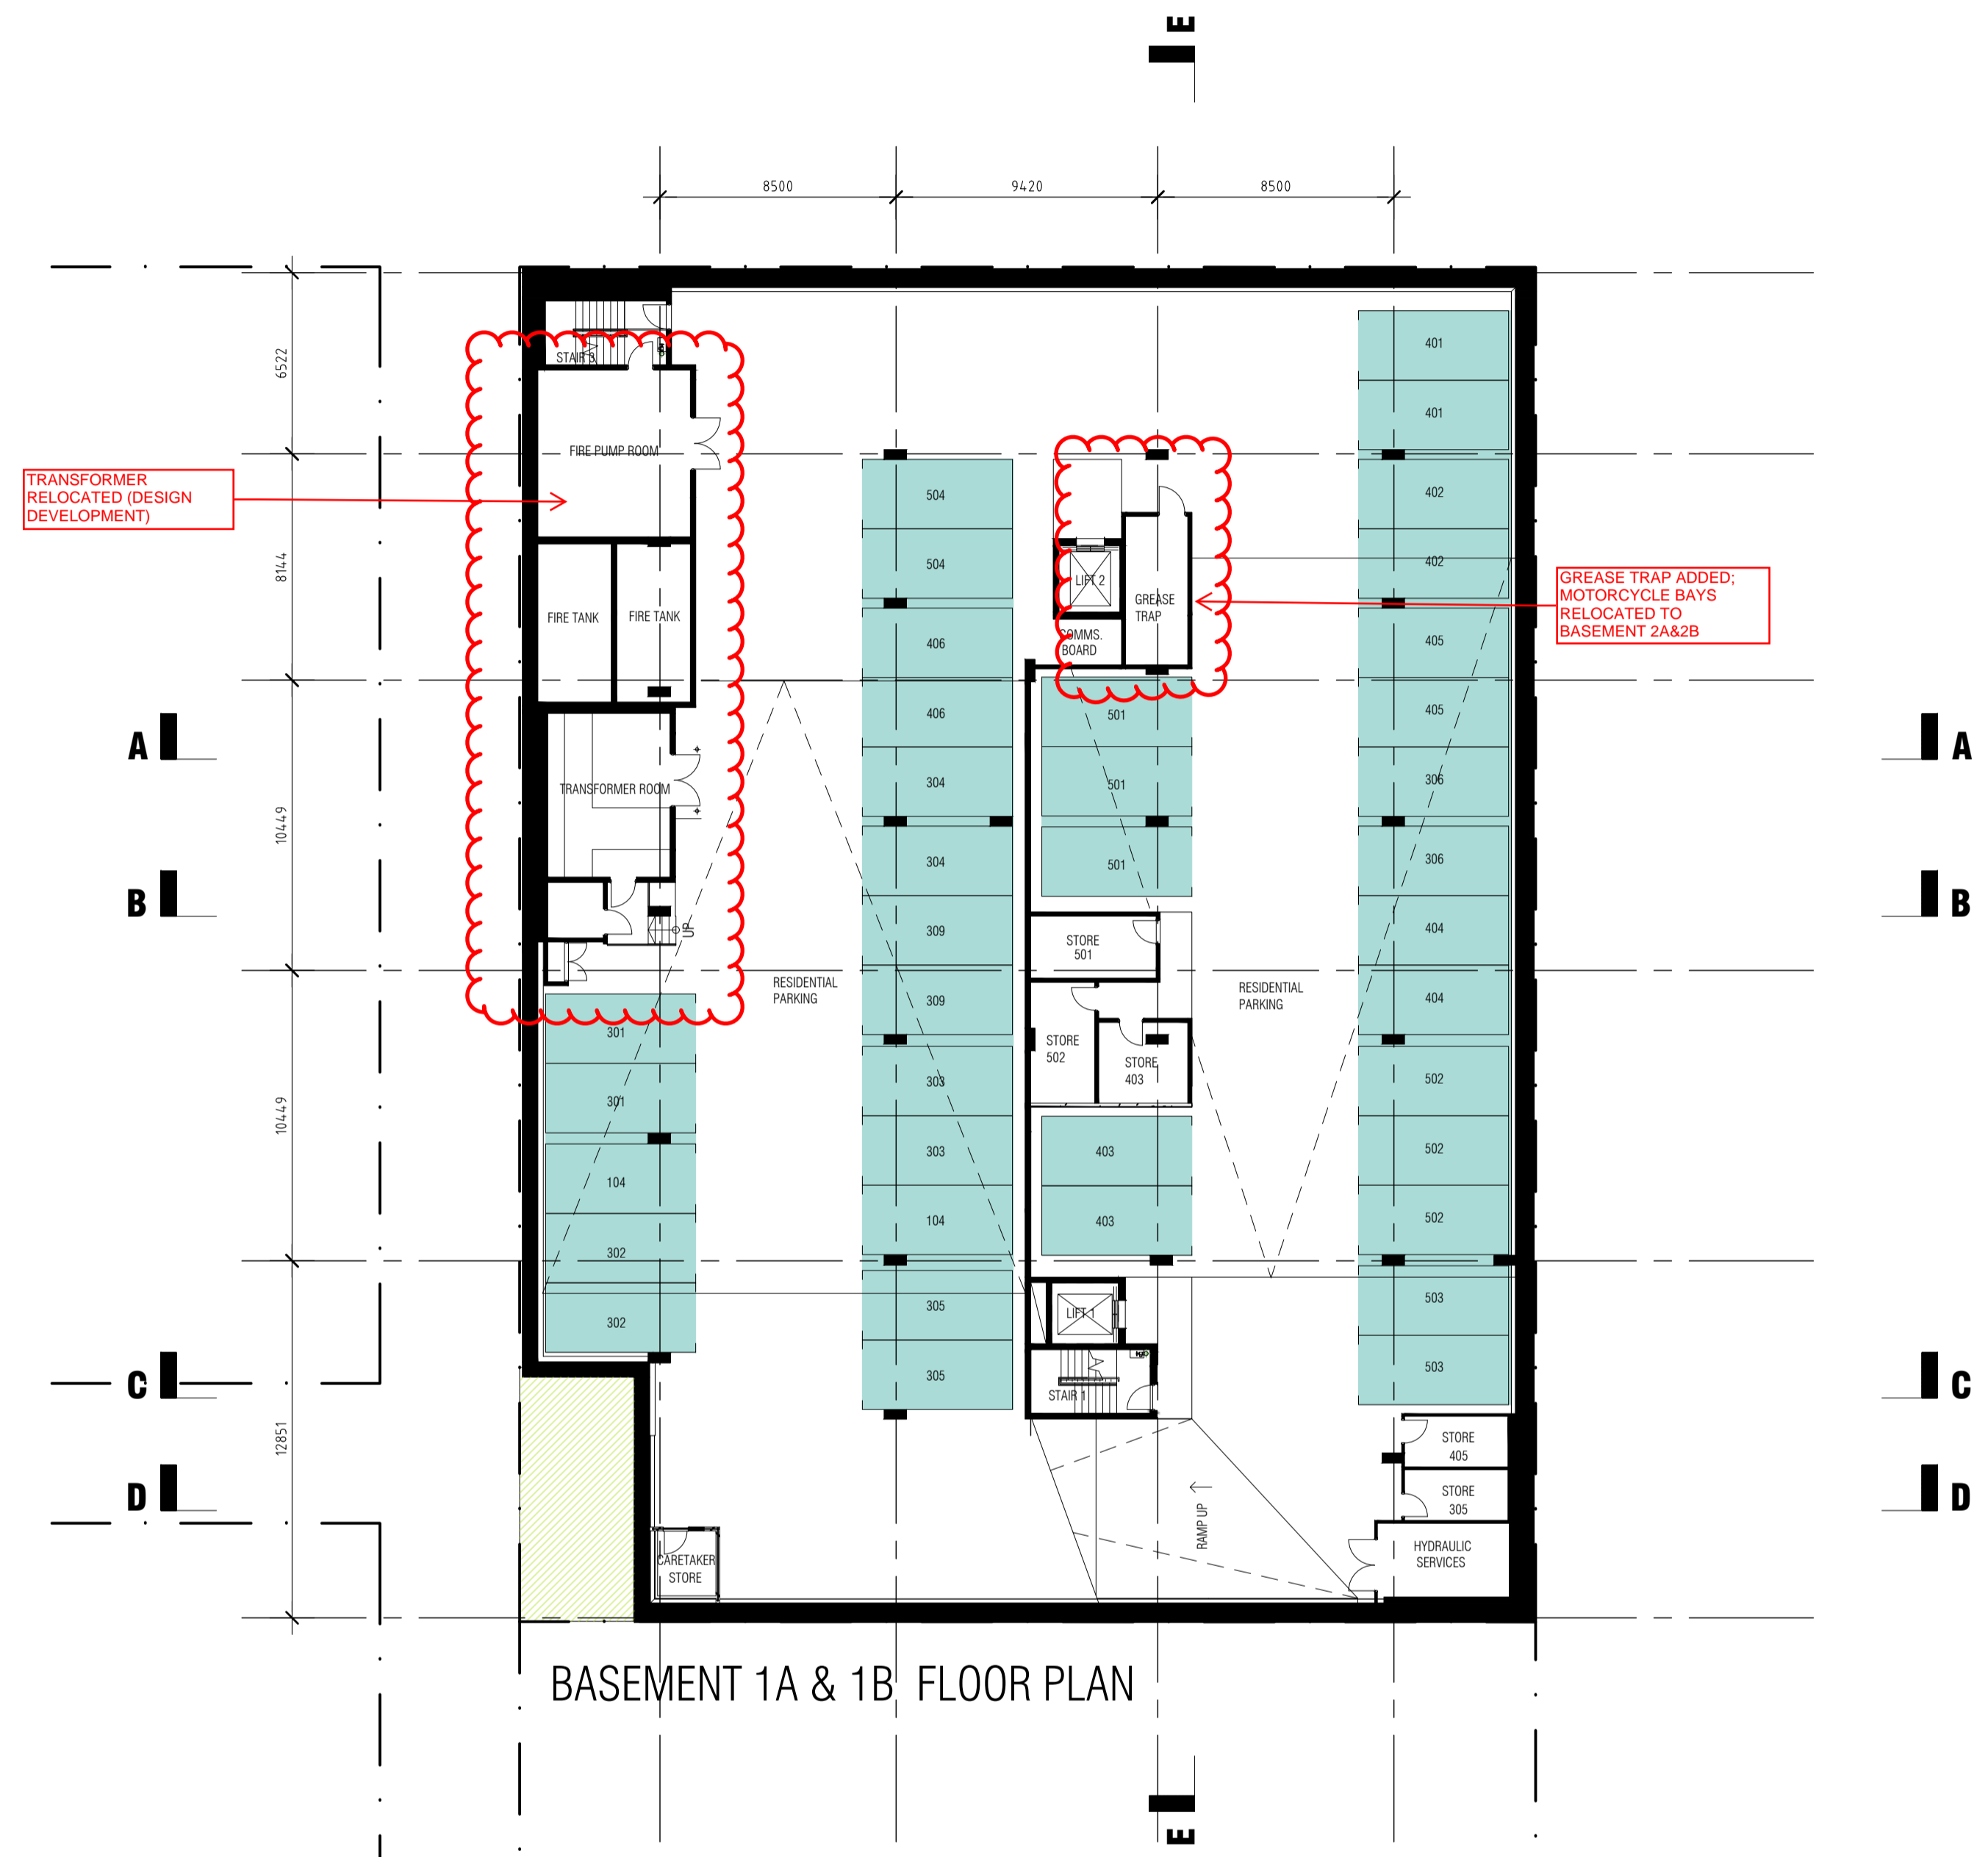 E
8500
9420
8500
6522
8144
10449
10449
12851
A
B
C
D
A
B
C
D
TRANSFORMER
RELOCATED (DESIGN
DEVELOPMENT)
GREASE TRAP ADDED;
MOTORCYCLE BAYS
RELOCATED TO
BASEMENT 2A&2B
STAIR 3
FIRE PUMP ROOM
FIRE TANK
FIRE TANK
TRANSFORMER ROOM
UP
301
301
104
302
302
RESIDENTIAL
PARKING
504
504
406
406
304
304
309
309
303
303
104
305
305
LIFT 2
GREASE
TRAP
COMMS.
BOARD
501
501
501
STORE
501
STORE
502
STORE
403
403
403
LIFT 1
STAIR 1
RESIDENTIAL
PARKING
401
401
402
402
405
405
306
306
404
404
502
502
502
503
503
STORE
405
STORE
305
HYDRAULIC
SERVICES
RAMP UP
CARETAKER
STORE
BASEMENT 1A & 1B FLOOR PLAN
E